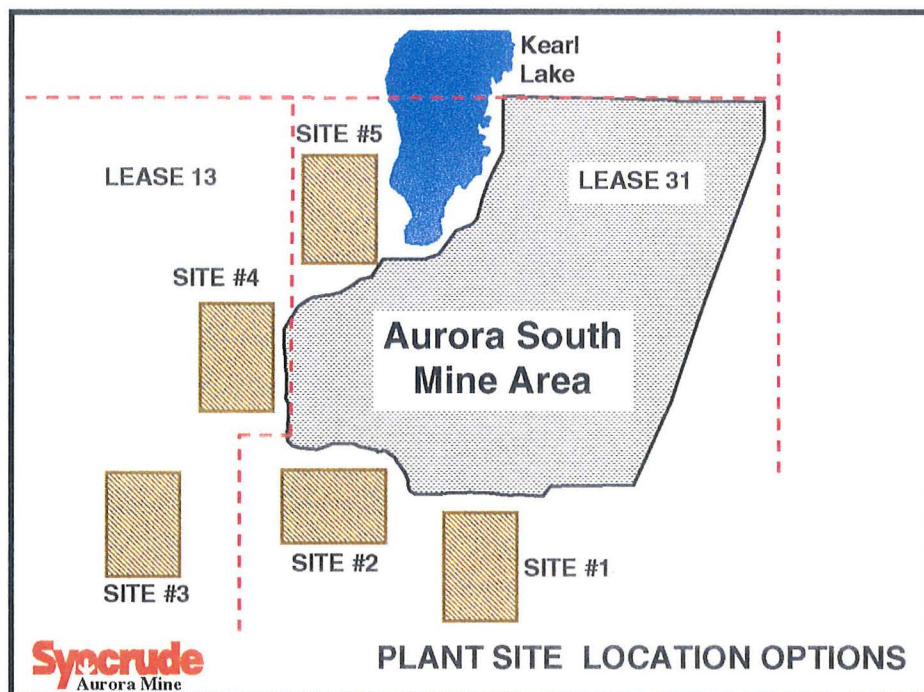 Kearl
Lake
SITE #5
LEASE 13
LEASE 31
SITE #4
Aurora South
Mine Area
SITE #2
SITE #1
SITE #3
Syncrude
Aurora Mine
PLANT SITE LOCATION OPTIONS